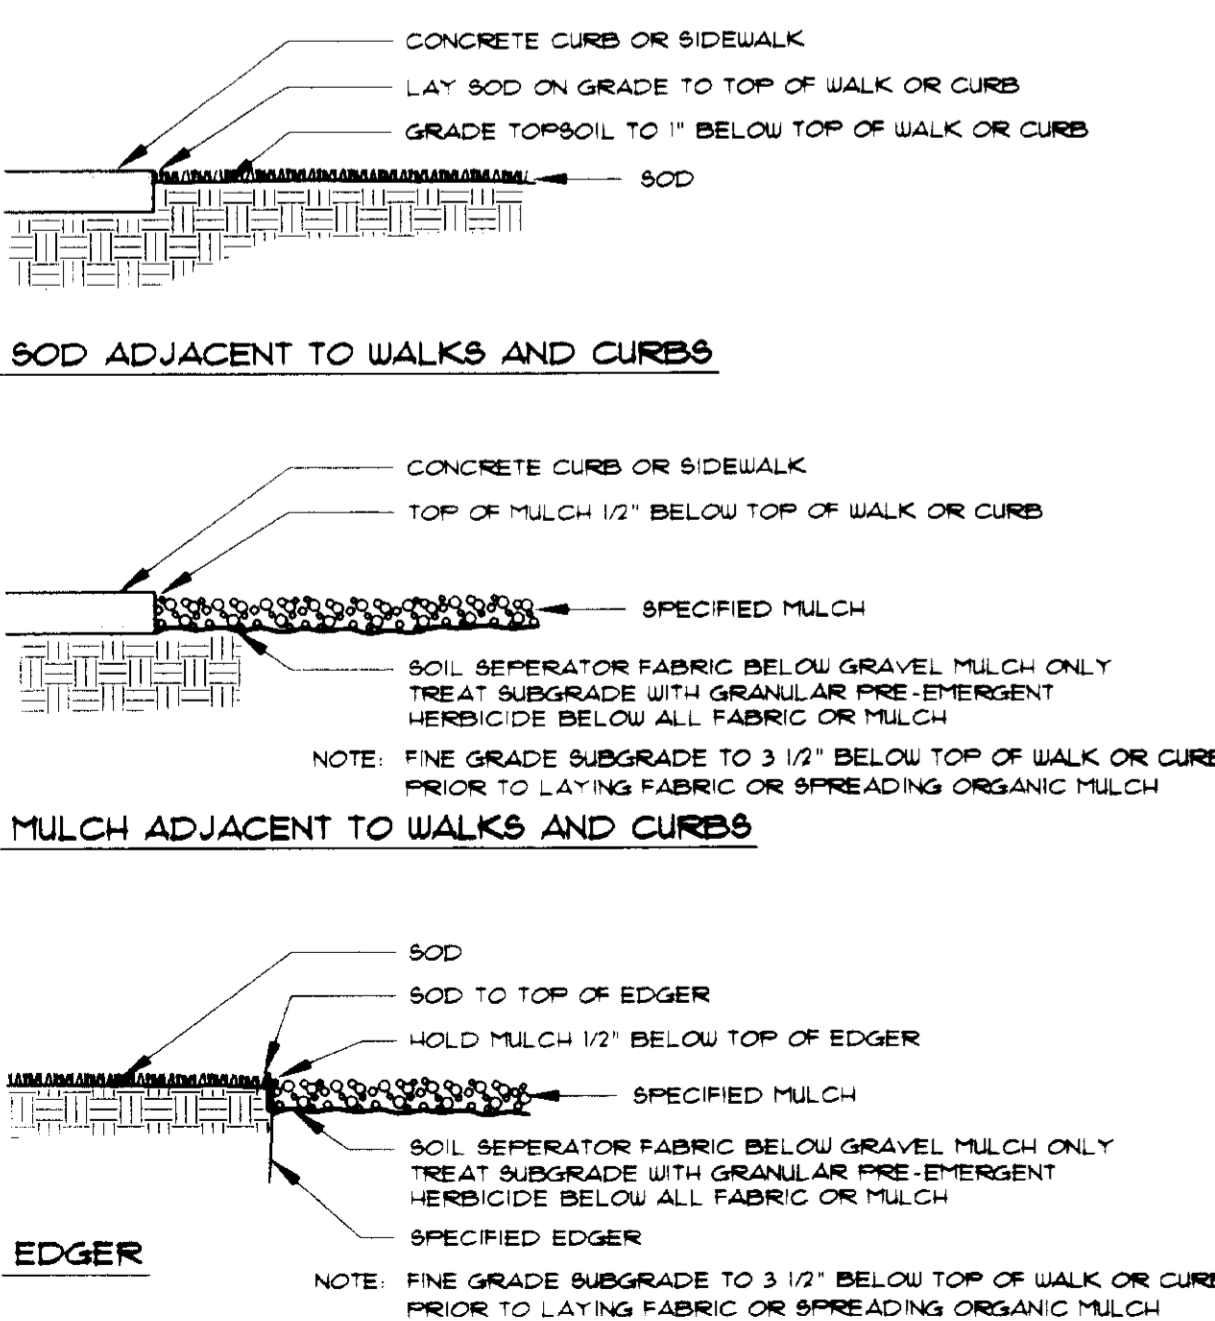 CONCRETE CURB OR SIDEWALK
LAY SOD ON GRADE TO TOP OF WALK OR CURB
GRADE TOPSOIL TO 1" BELOW TOP OF WALK OR CURB
SOD
SOD ADJACENT TO WALKS AND CURBS
CONCRETE CURB OR SIDEWALK
TOP OF MULCH 1/2" BELOW TOP OF WALK OR CURB
SPECIFIED MULCH
SOIL SEPERATOR FABRIC BELOW GRAVEL MULCH ONLY
TREAT SUBGRADE WITH GRANULAR PRE-EMERGENT
HERBICIDE BELOW ALL FABRIC OR MULCH
NOTE: FINE GRADE SUBGRADE TO 3 1/2" BELOW TOP OF WALK OR CURB
PRIOR TO LAYING FABRIC OR SPREADING ORGANIC MULCH
MULCH ADJACENT TO WALKS AND CURBS
SOD
SOD TO TOP OF EDGER
HOLD MULCH 1/2" BELOW TOP OF EDGER
SPECIFIED MULCH
SOIL SEPERATOR FABRIC BELOW GRAVEL MULCH ONLY
TREAT SUBGRADE WITH GRANULAR PRE-EMERGENT
HERBICIDE BELOW ALL FABRIC OR MULCH
SPECIFIED EDGER
EDGER
NOTE: FINE GRADE SUBGRADE TO 3 1/2" BELOW TOP OF WALK OR CURB
PRIOR TO LAYING FABRIC OR SPREADING ORGANIC MULCH